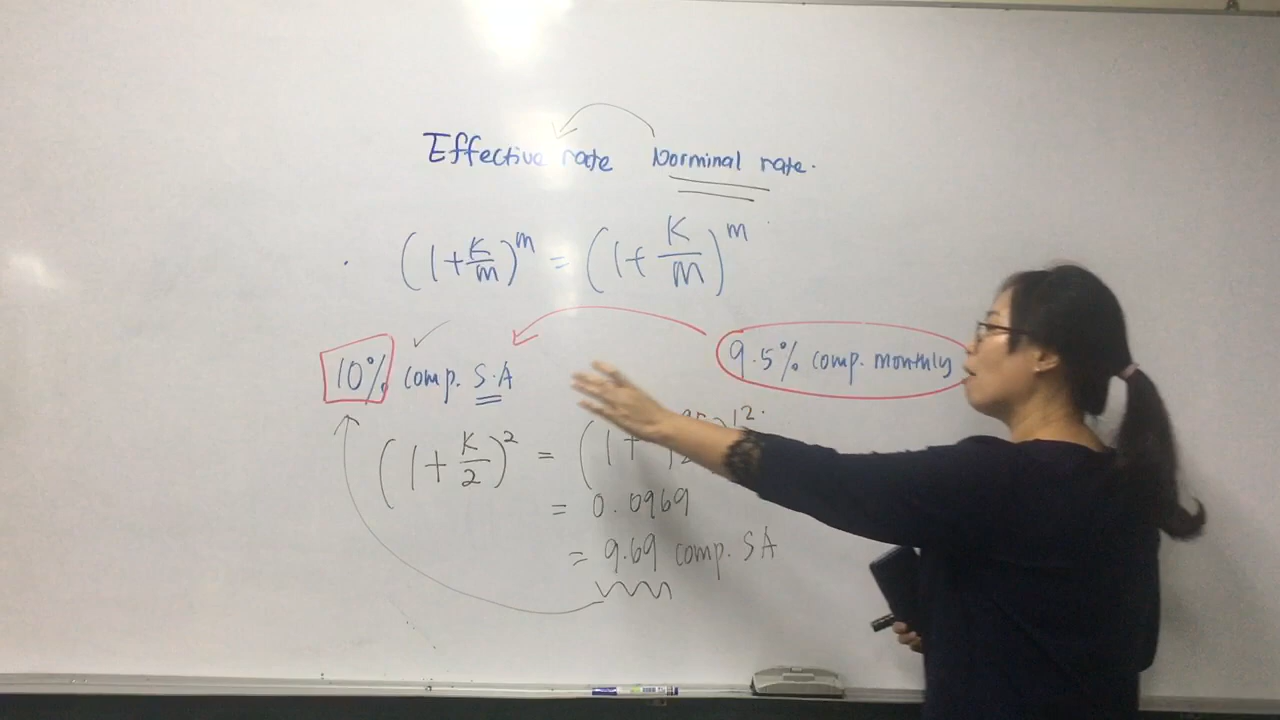 Effective rate Norminal rate.
(1+K/m)^m = (1+K/m)^m
10% comp. S.A 9.5% comp. monthly
(1+K/2)^2 = (1+
= 0.0969
= 9.69 comp. SA